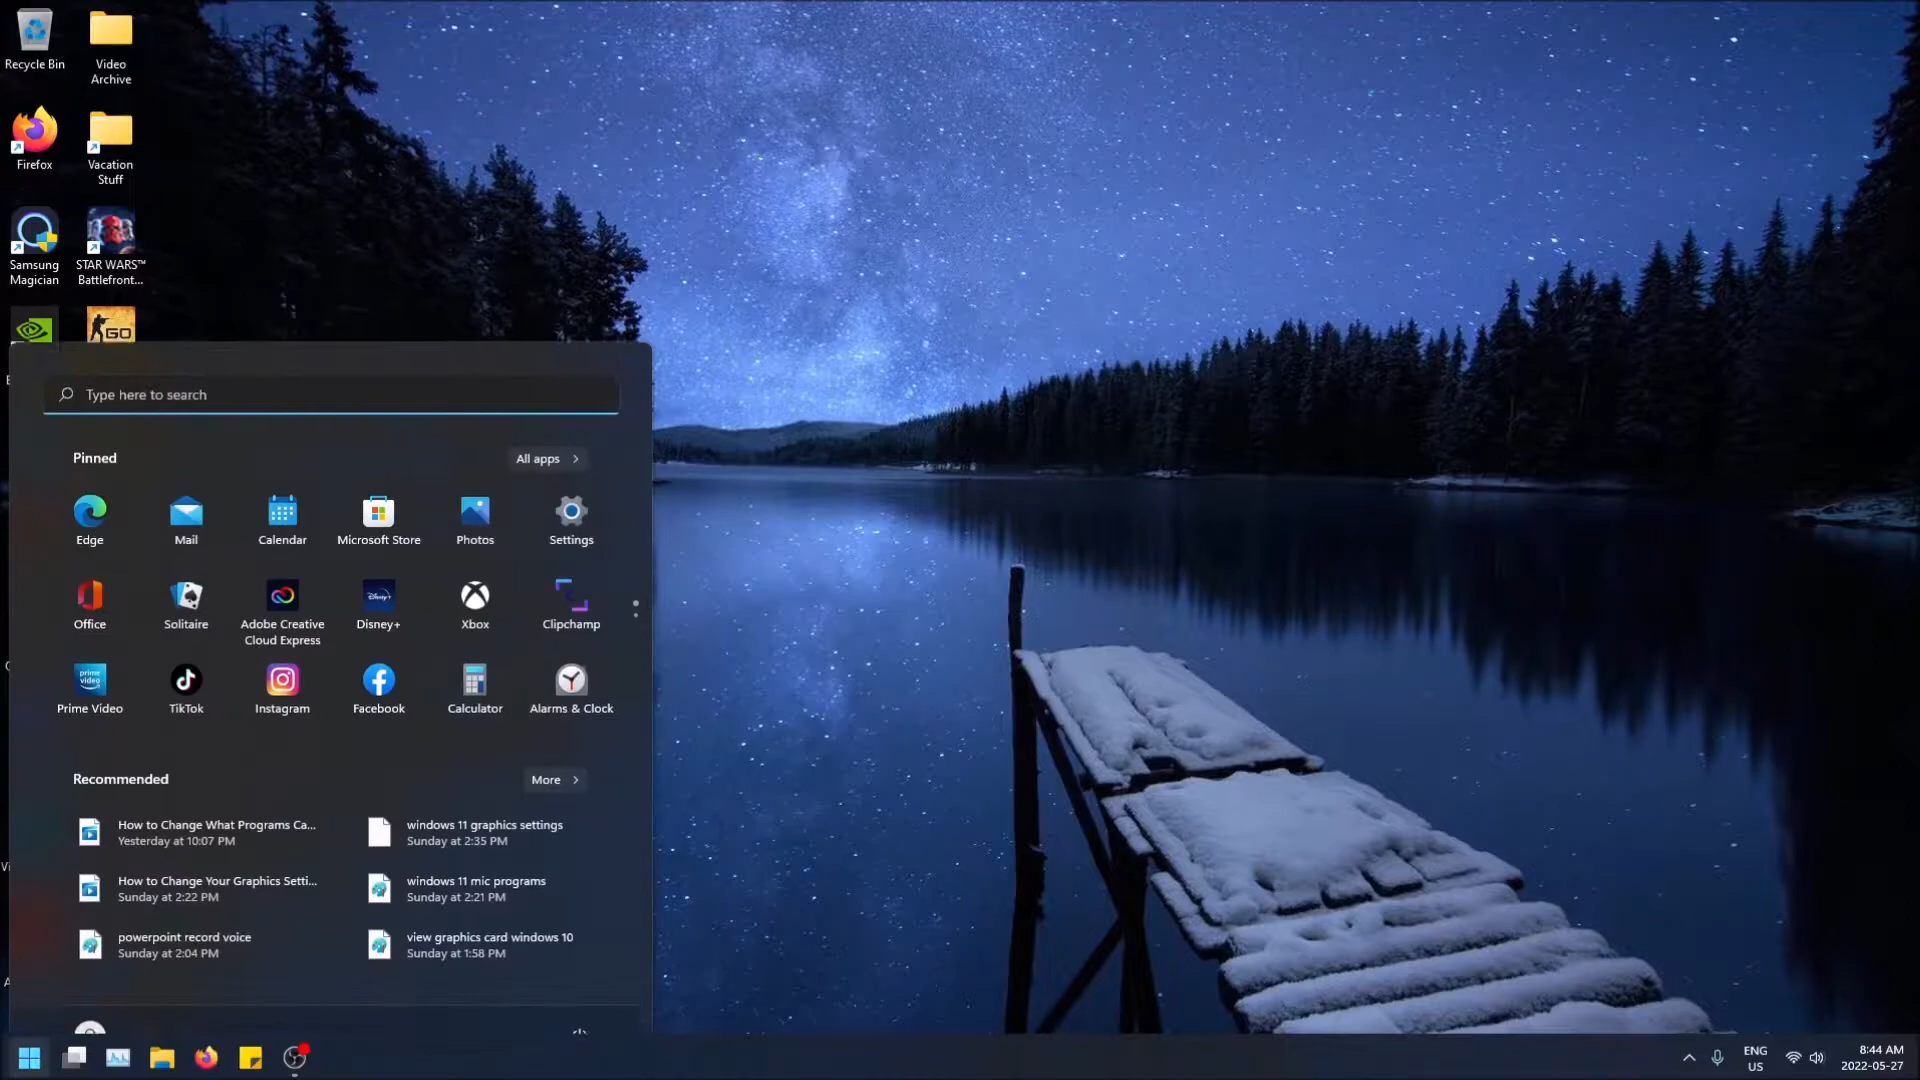 Recycle Bin
Video
Archive
Firefox
Vacation
Stuff
Samsung
Magician
STAR WARS™
Battlefront...
GO
Type here to search
Pinned
All apps
Edge
Mail
Calendar
Microsoft Store
Photos
Settings
Office
Solitaire
Adobe Creative
Cloud Express
Disney+
Disney+
Xbox
Clipchamp
prime
video
Prime Video
TikTok
Instagram
Facebook
Calculator
Alarms & Clock
Recommended
More
How to Change What Programs Ca...
Yesterday at 10:07 PM
windows 11 graphics settings
Sunday at 2:35 PM
How to Change Your Graphics Setti...
Sunday at 2:22 PM
windows 11 mic programs
Sunday at 2:21 PM
powerpoint record voice
Sunday at 2:04 PM
view graphics card windows 10
Sunday at 1:58 PM
ENG
US
8:44 AM
2022-05-27